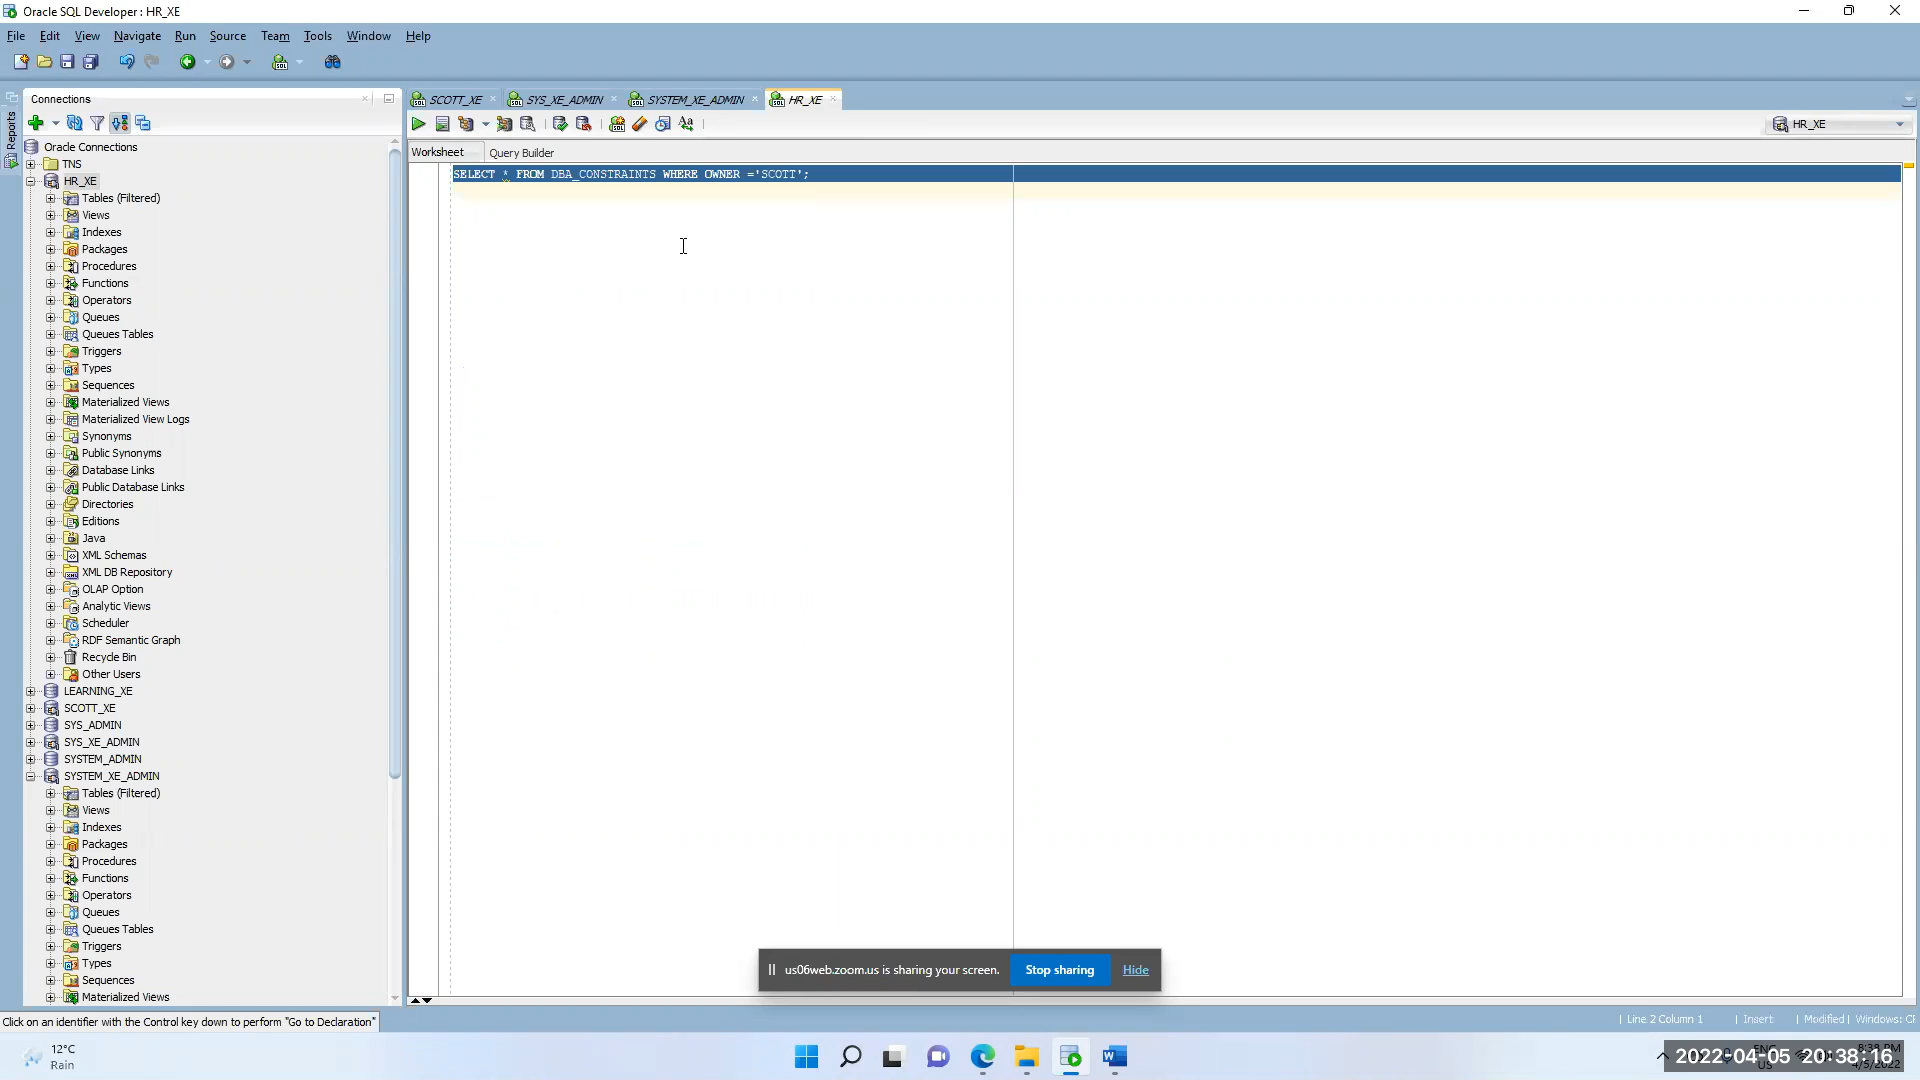 Oracle SQL Developer : HR_XE
File Edit View Navigate Run Source Team Tools Window Help
Connections
Reports
SCOTT_XE SYS_XE_ADMIN SYSTEM_XE_ADMIN HR_XE
HR_XE
Worksheet Query Builder
SELECT * FROM DBA_CONSTRAINTS WHERE OWNER ='SCOTT';
Oracle Connections
TNS
HR_XE
Tables (Filtered)
Views
Indexes
Packages
Procedures
Functions
Operators
Queues
Queues Tables
Triggers
Types
Sequences
Materialized Views
Materialized View Logs
Synonyms
Public Synonyms
Database Links
Public Database Links
Directories
Editions
Java
XML Schemas
XML DB Repository
OLAP Option
Analytic Views
Scheduler
RDF Semantic Graph
Recycle Bin
Other Users
LEARNING_XE
SCOTT_XE
SYS_ADMIN
SYS_XE_ADMIN
SYSTEM_ADMIN
SYSTEM_XE_ADMIN
Tables (Filtered)
Views
Indexes
Packages
Procedures
Functions
Operators
Queues
Queues Tables
Triggers
Types
Sequences
Materialized Views
us06web.zoom.us is sharing your screen. Stop sharing Hide
Click on an identifier with the Control key down to perform "Go to Declaration"
Line 2 Column 1 Insert Modified Windows:
12°C
Rain
2022-04-05 20:38:16